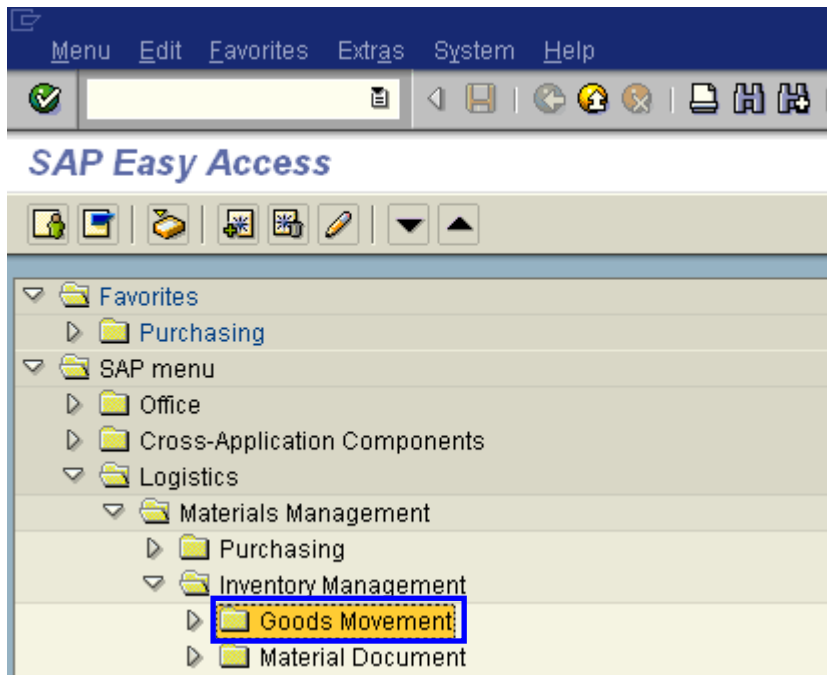 Menu Edit Favorites Extras System Help
SAP Easy Access
Favorites
Purchasing
SAP menu
Office
Cross-Application Components
Logistics
Materials Management
Purchasing
Inventory Management
Goods Movement
Material Document